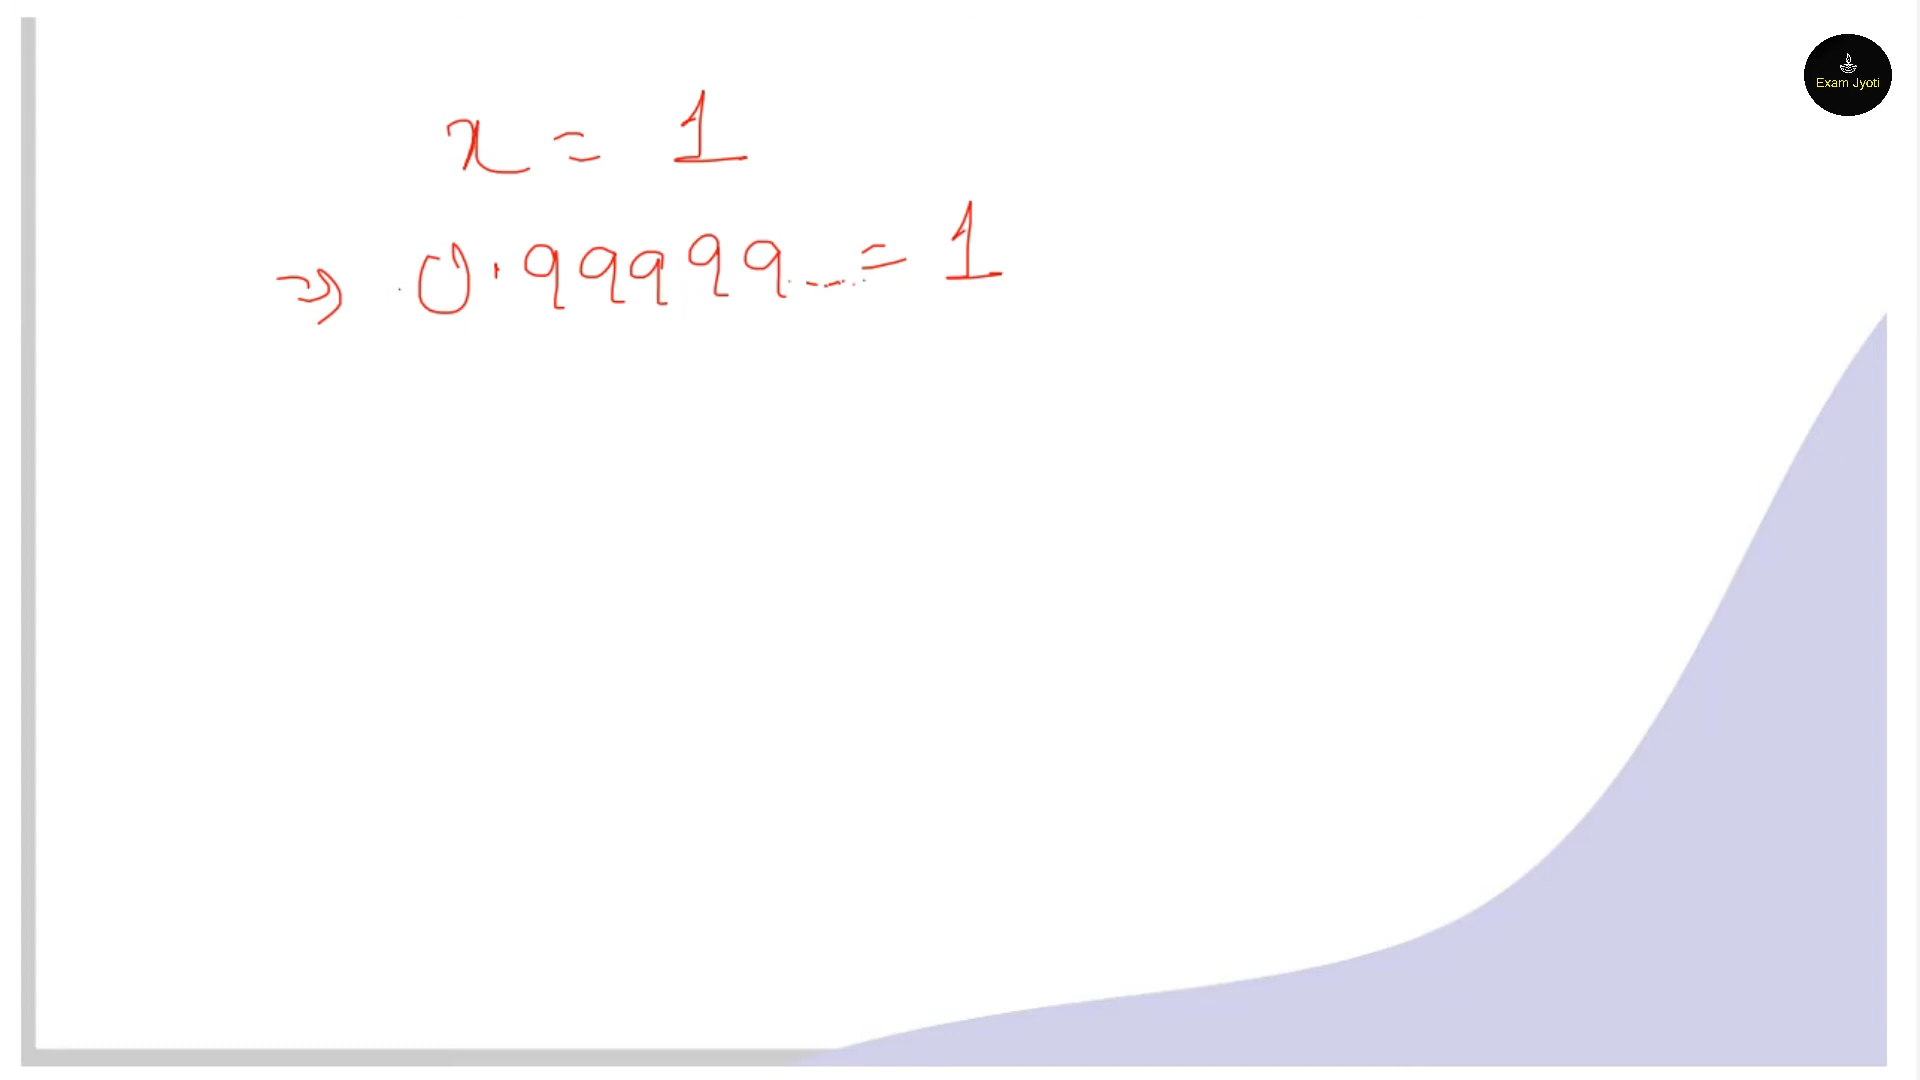 Exam Jyoti
x = 1
⇒ 0.99999..... = 1